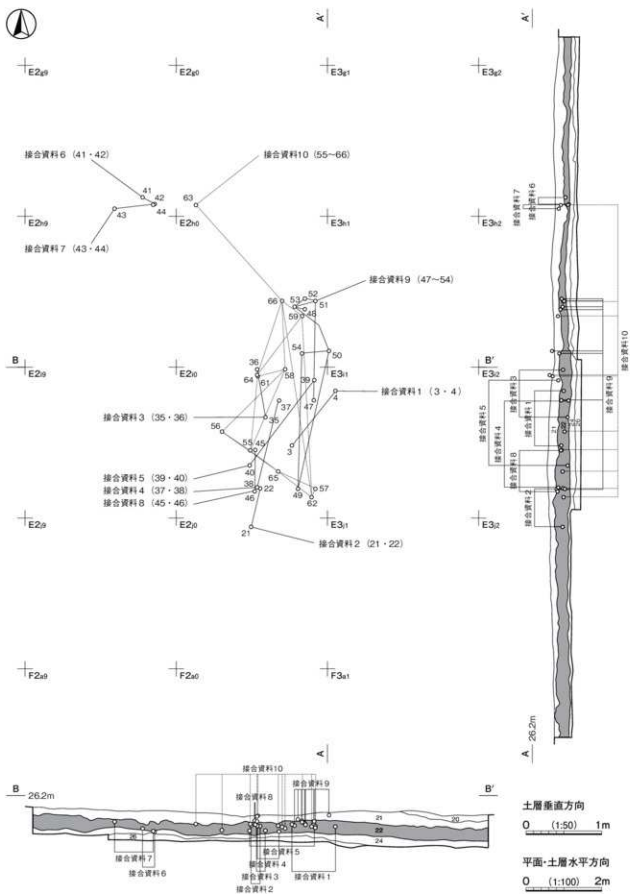 A'
A'
E2g9
E2g0
E3g1
E3g2
接合資料6 (41・42)
接合資料10 (55~66)
41
42
63
43
44
E2h9
E2h0
E3h1
E3h2
接合資料7 (43・44)
接合資料7
接合資料6
接合資料9 (47~54)
66
53
52
51
59
48
54
50
B
B'
36
64
61
58
39
E2i9
E2i0
E3i1
E3i2
4
接合資料1 (3・4)
37
47
接合資料3 (35・36)
35
56
3
55
45
接合資料5 (39・40)
40
65
接合資料4 (37・38)
38
22
49
57
接合資料8 (45・46)
46
62
E2j9
E2j0
E3j1
E3j2
21
接合資料2 (21・22)
接合資料10
接合資料9
接合資料3
接合資料1
接合資料5
接合資料4
接合資料8
接合資料2
21
F2a9
F2a0
F3a1
26.2m
A
A
B
26.2m
B'
接合資料10
接合資料9
接合資料8
21
20
22
24
26
接合資料7
接合資料6
接合資料5
接合資料4
接合資料3
接合資料2
接合資料1
土層垂直方向
0 (1:50) 1m
平面・土層水平方向
0 (1:100) 2m